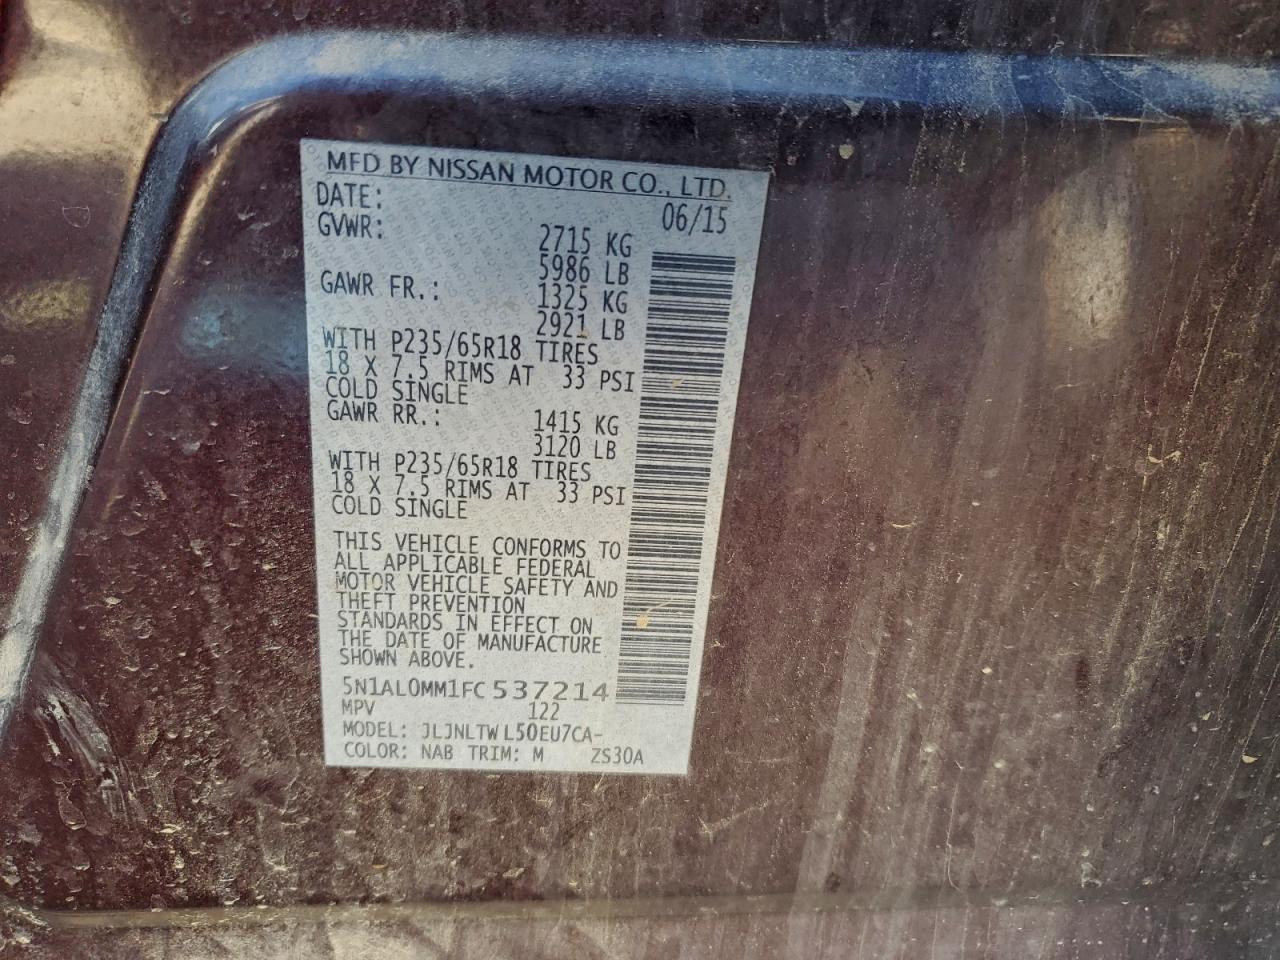 MFD BY NISSAN MOTOR CO., LTD.
DATE: 06/15
GVWR: 2715 KG
5986 LB
GAWR FR.: 1325 KG
2921 LB
WITH P235/65R18 TIRES
18 X 7.5 RIMS AT 33 PSI
COLD SINGLE
GAWR RR.: 1415 KG
3120 LB
WITH P235/65R18 TIRES
18 X 7.5 RIMS AT 33 PSI
COLD SINGLE
THIS VEHICLE CONFORMS TO
ALL APPLICABLE FEDERAL
MOTOR VEHICLE SAFETY AND
THEFT PREVENTION
STANDARDS IN EFFECT ON
THE DATE OF MANUFACTURE
SHOWN ABOVE.
5N1AL0MM1FC537214
MPV 122
MODEL: JLJNLTWL50EU7CA-
COLOR: NAB TRIM: M ZS30A